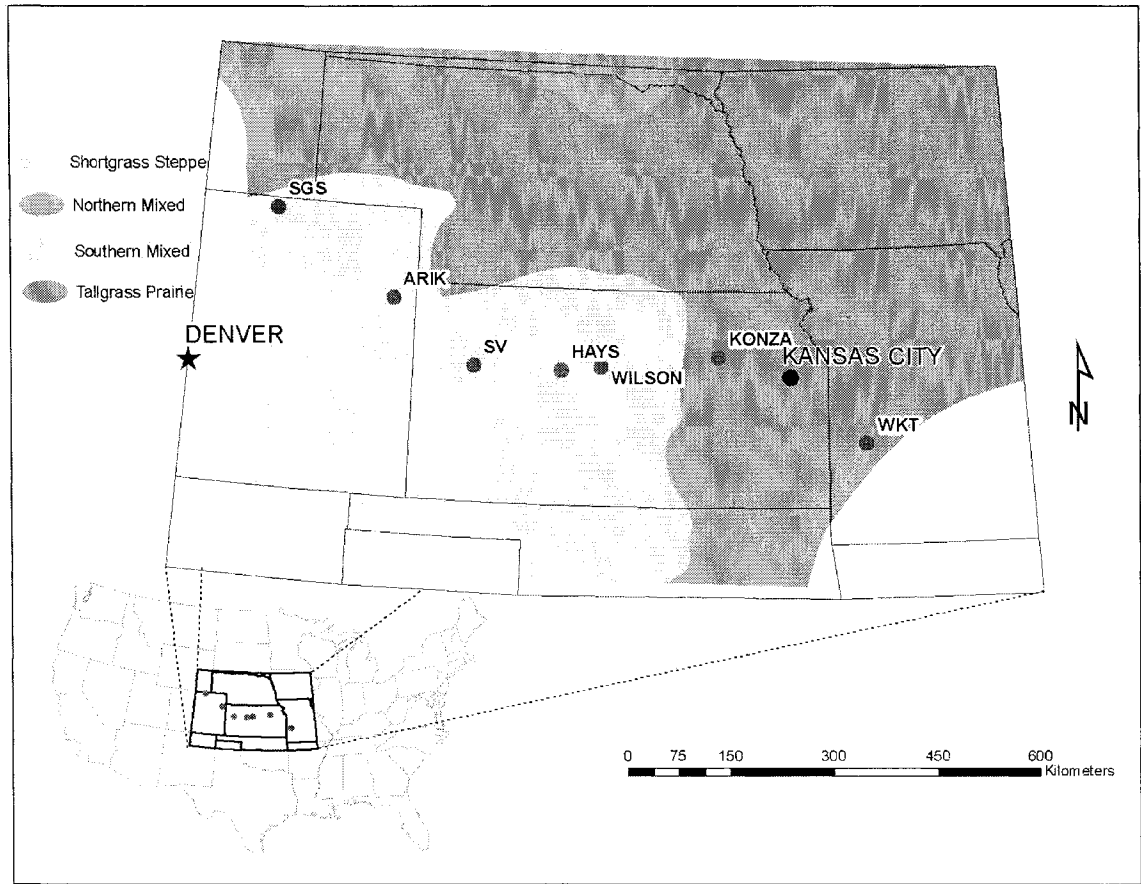 Shortgrass Steppe
Northern Mixed
Southern Mixed
Tallgrass Prairie
SGS
ARIK
DENVER
SV
HAYS
WILSON
KONZA
KANSAS CITY
WKT
N
0 75 150 300 450 600
Kilometers